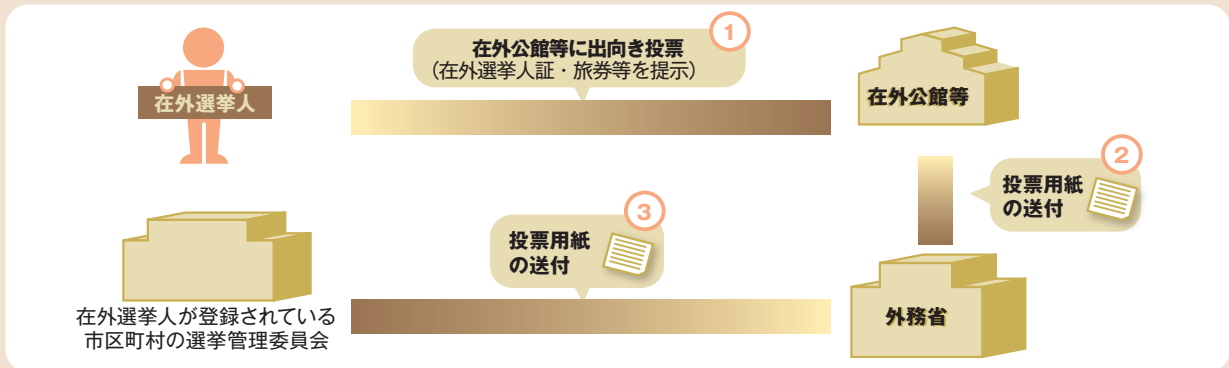 ①
在外公館等に出向き投票
（在外選挙人証・旅券等を提示）
在外選挙人
在外公館等
②
投票用紙
の送付
③
投票用紙
の送付
外務省
在外選挙人が登録されている
市区町村の選挙管理委員会